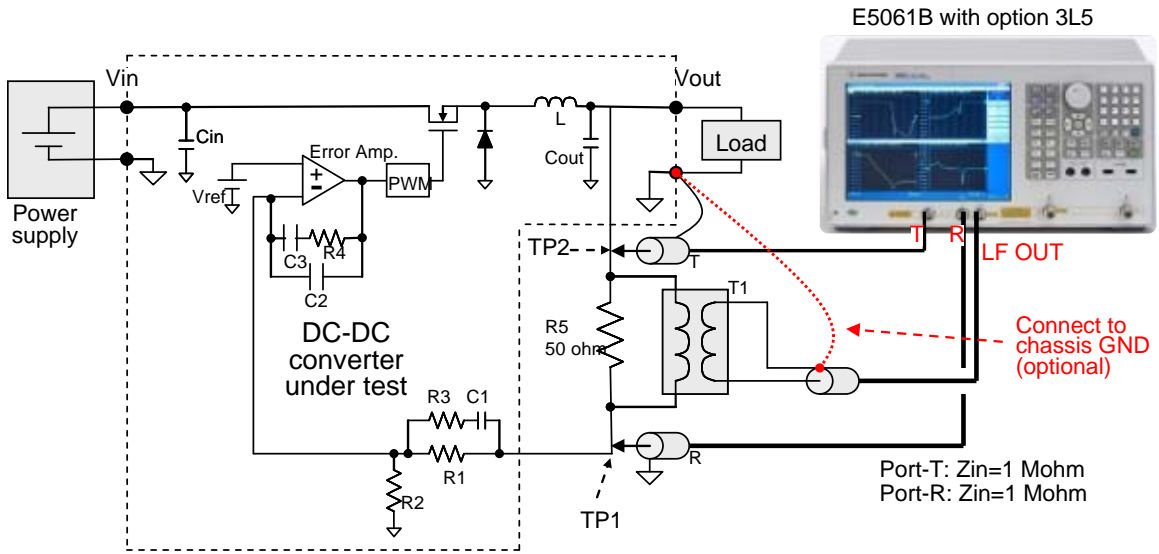 E5061B with option 3L5
Vin
Vout
Cin
L
Cout
Load
Error Amp.
+
-
PWM
Vref
Power
supply
C3
R4
C2
T
R
LF OUT
TP2
T
T1
R5
50 ohm
DC-DC
converter
under test
Connect to
chassis GND
(optional)
R3
C1
R1
R2
R
TP1
Port-T: Zin=1 Mohm
Port-R: Zin=1 Mohm